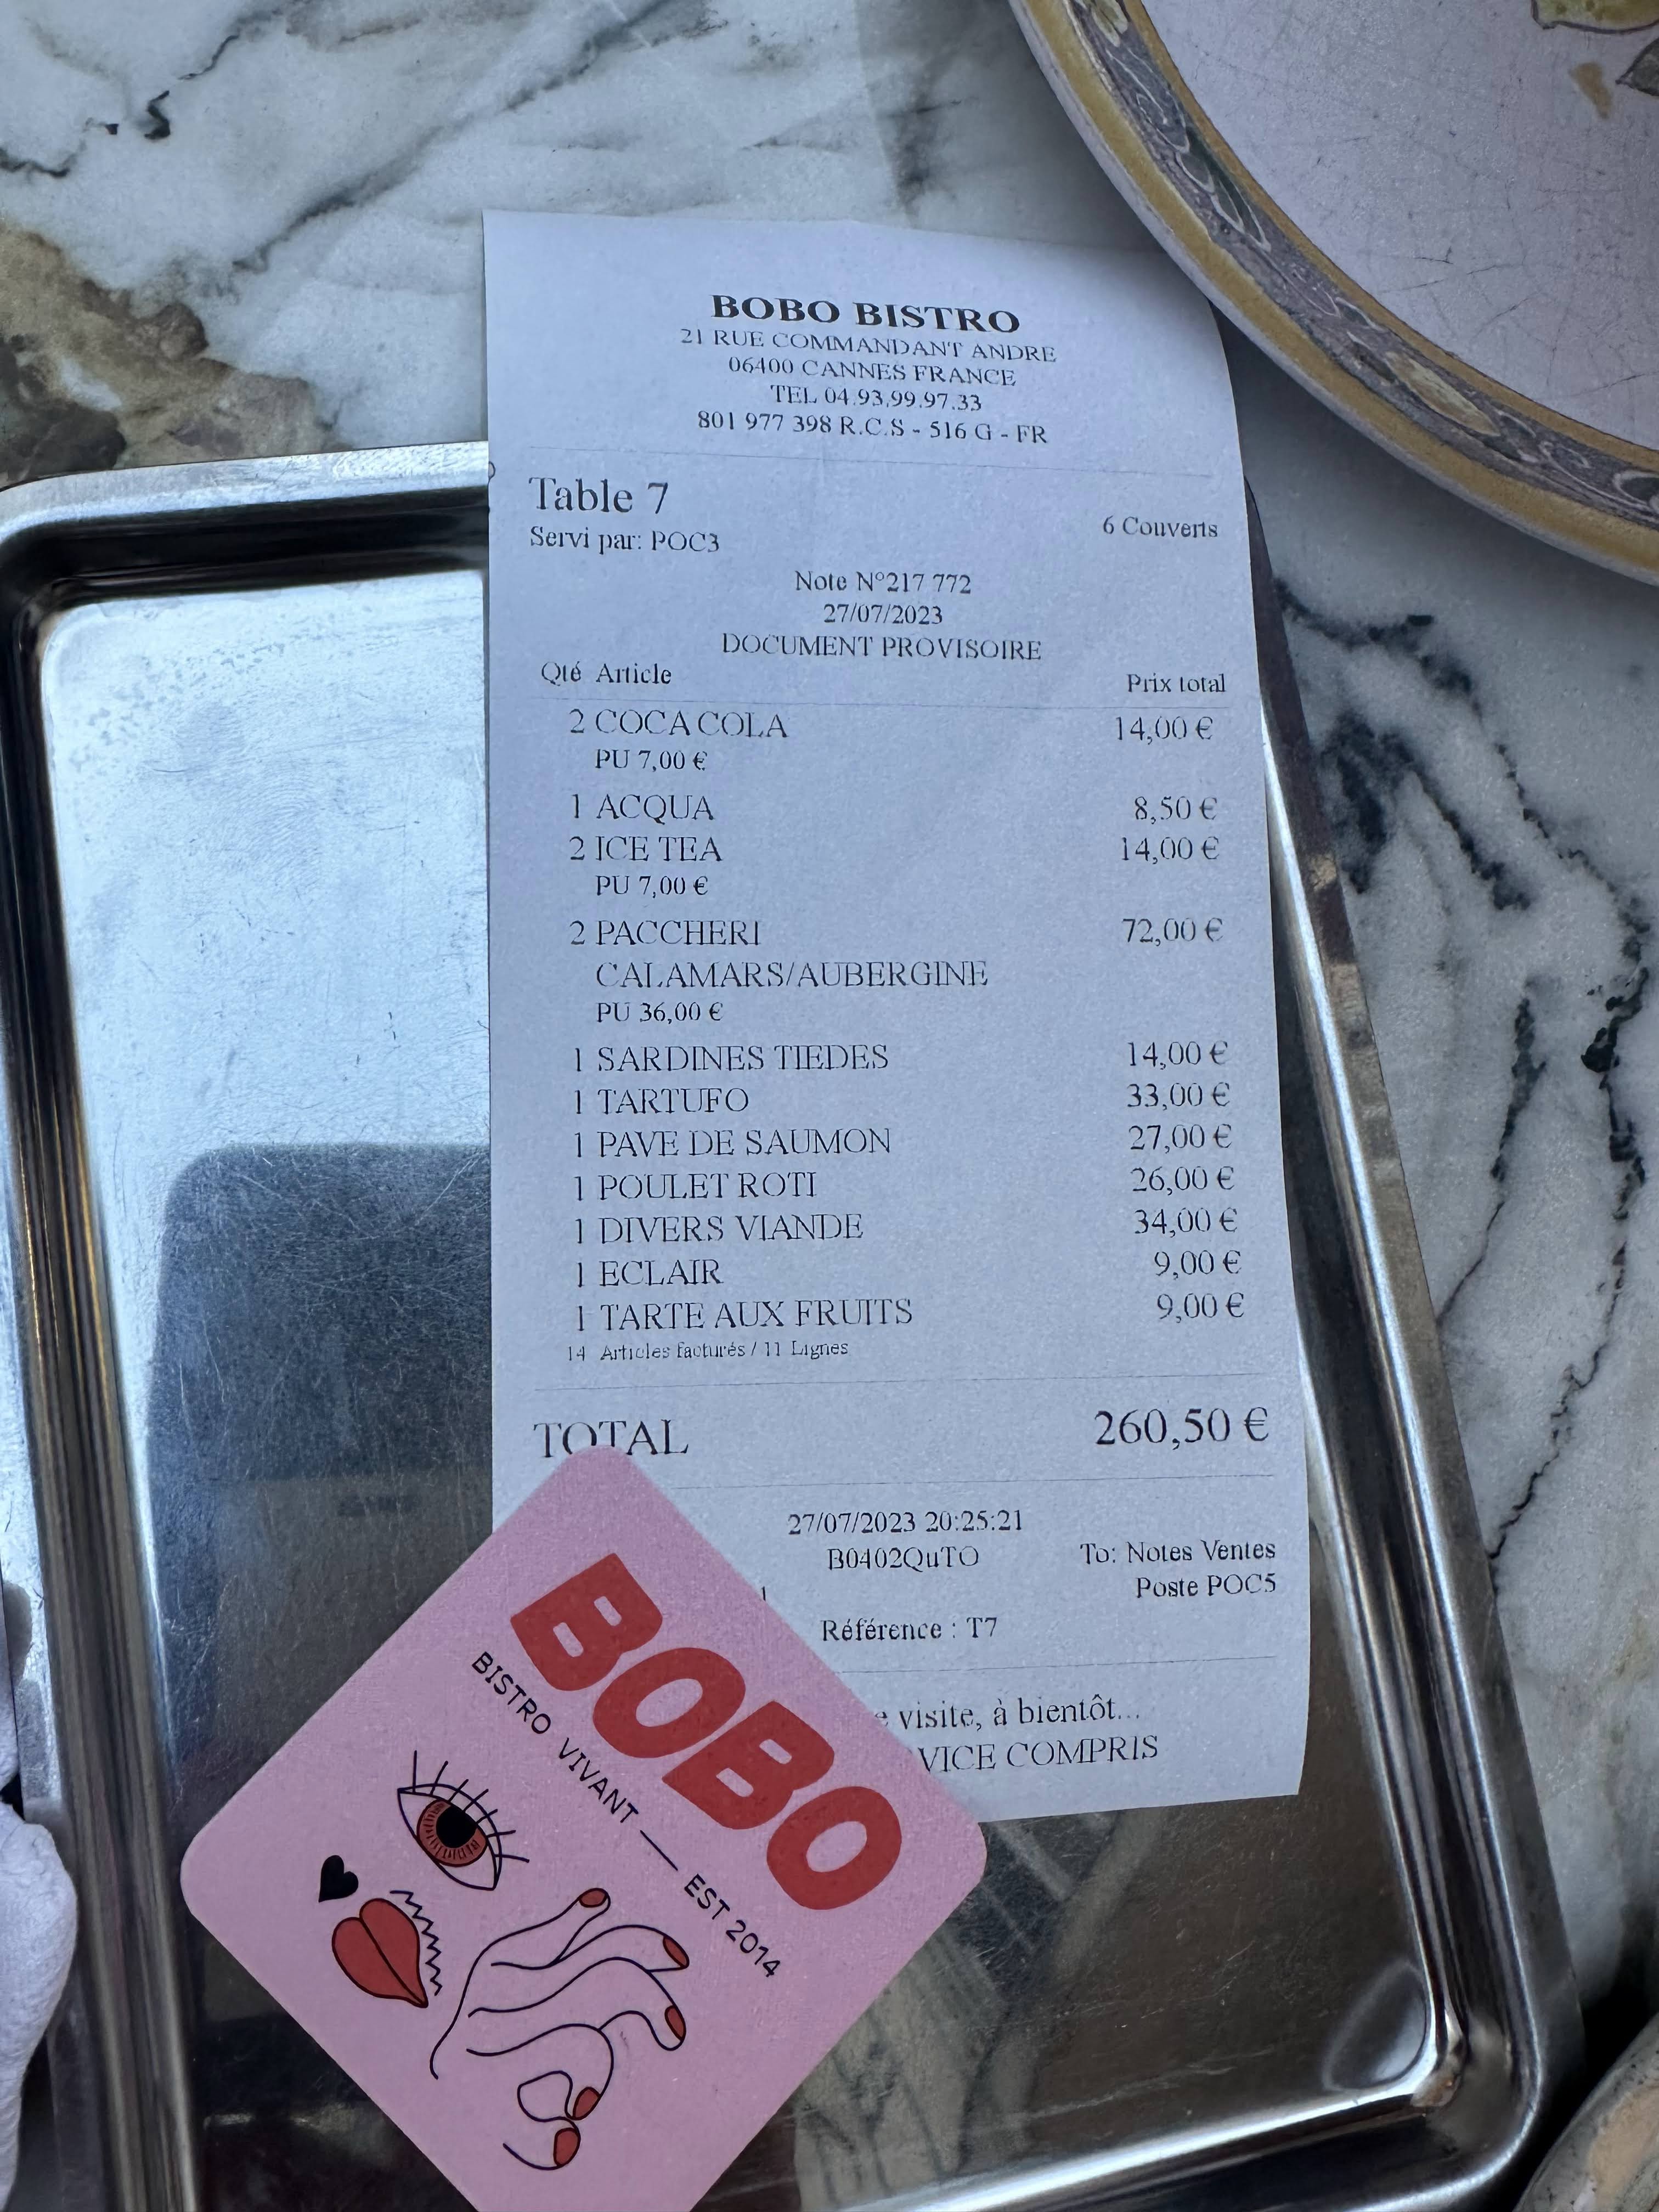 BOBO BISTRO
21 RUE COMMANDANT ANDRE
06400 CANNES FRANCE
TEL 04.93.99.97.33
801 977 398 R.C.S - 516 G - FR
Table 7
6 Couverts
Servi par: POC3
Note N°217 772
27/07/2023
DOCUMENT PROVISOIRE
Qté Article Prix total
2 COCA COLA 14,00 €
PU 7,00 €
1 ACQUA 8,50 €
2 ICE TEA 14,00 €
PU 7,00 €
2 PACCHERI 72,00 €
CALAMARS/AUBERGINE
PU 36,00 €
1 SARDINES TIEDES 14,00 €
1 TARTUFO 33,00 €
1 PAVE DE SAUMON 27,00 €
1 POULET ROTI 26,00 €
1 DIVERS VIANDE 34,00 €
1 ECLAIR 9,00 €
1 TARTE AUX FRUITS 9,00 €
14 Articles facturés / 11 Lignes
TOTAL 260,50 €
27/07/2023 20:25:21
B0402QuTO To: Notes Ventes
Poste POC5
Référence : T7
visite, à bientôt...
VICE COMPRIS
BOBO
BISTRO VIVANT — EST 2014